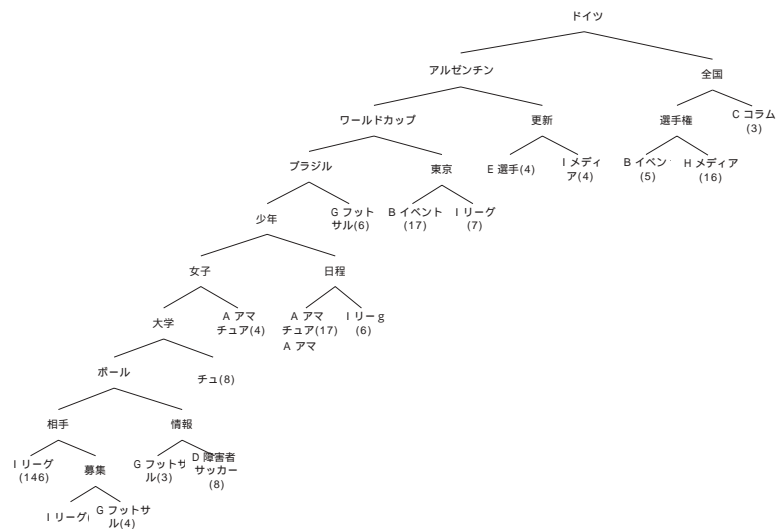 ドイツ
アルゼンチン
全国
ワールドカップ
更新
選手権
C コラム
(3)
ブラジル
東京
E 選手(4)
I メディ
ア(4)
B イベン
(5)
H メディア
(16)
少年
G フット
サル(6)
B イベント
(17)
I リーグ
(7)
女子
日程
大学
A アマ
チュア(4)
A アマ
チュア(17)
I リーg
(6)
A アマ
ボール
チュ(8)
相手
情報
I リーグ
(146)
募集
G フットサ
ル(3)
D 障害者
サッカー
(8)
I リーグ(
G フットサ
ル(4)